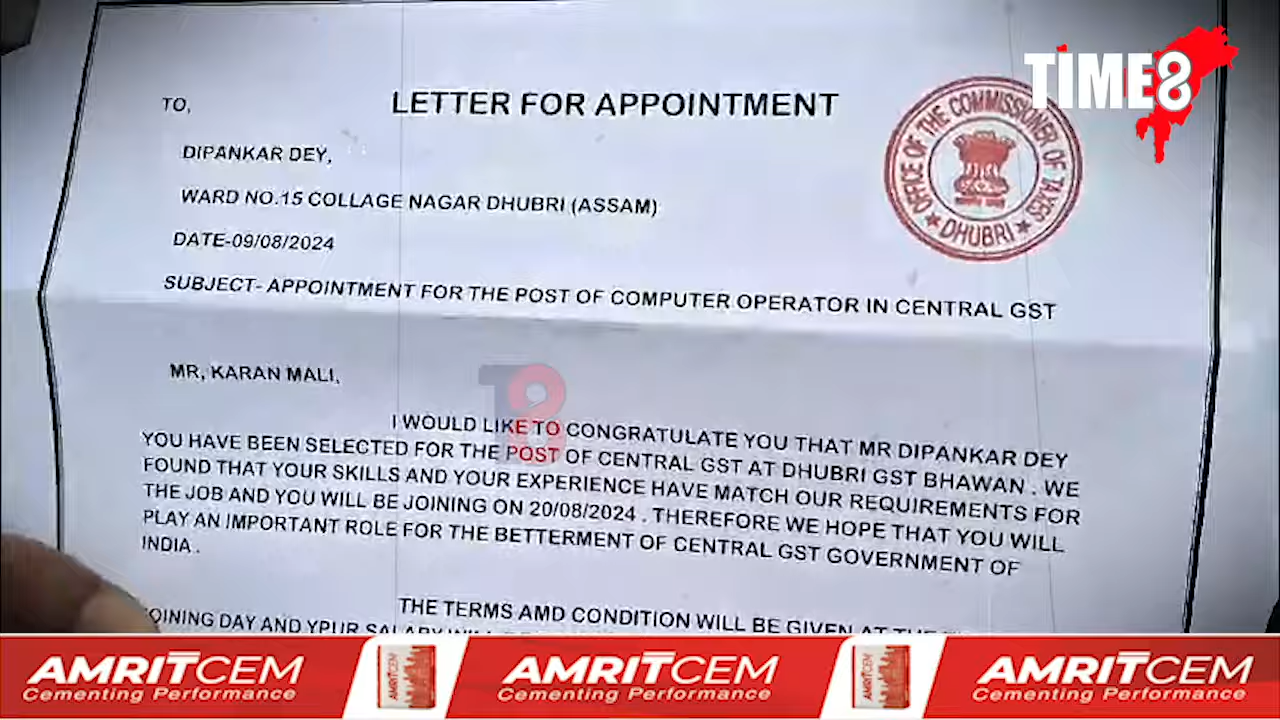 TIME8
LETTER FOR APPOINTMENT
TO,
OFFICE OF THE COMMISSIONER OF TAXES
DHUBRI
DIPANKAR DEY,
WARD NO.15 COLLAGE NAGAR DHUBRI (ASSAM)
DATE-09/08/2024
SUBJECT- APPOINTMENT FOR THE POST OF COMPUTER OPERATOR IN CENTRAL GST
MR, KARAN MALI,
T8
I WOULD LIKE TO CONGRATULATE YOU THAT MR DIPANKAR DEY
YOU HAVE BEEN SELECTED FOR THE POST OF CENTRAL GST AT DHUBRI GST BHAWAN . WE
FOUND THAT YOUR SKILLS AND YOUR EXPERIENCE HAVE MATCH OUR REQUIREMENTS FOR
THE JOB AND YOU WILL BE JOINING ON 20/08/2024 . THEREFORE WE HOPE THAT YOU WILL
PLAY AN IMPORTANT ROLE FOR THE BETTERMENT OF CENTRAL GST GOVERNMENT OF
INDIA .
THE TERMS AMD CONDITION WILL BE GIVEN AT THE
JOINING DAY AND YPUR SALARY WILL
AMRITCEM AMRITCEM AMRITCEM
Cementing Performance Cementing Performance Cementing Performance